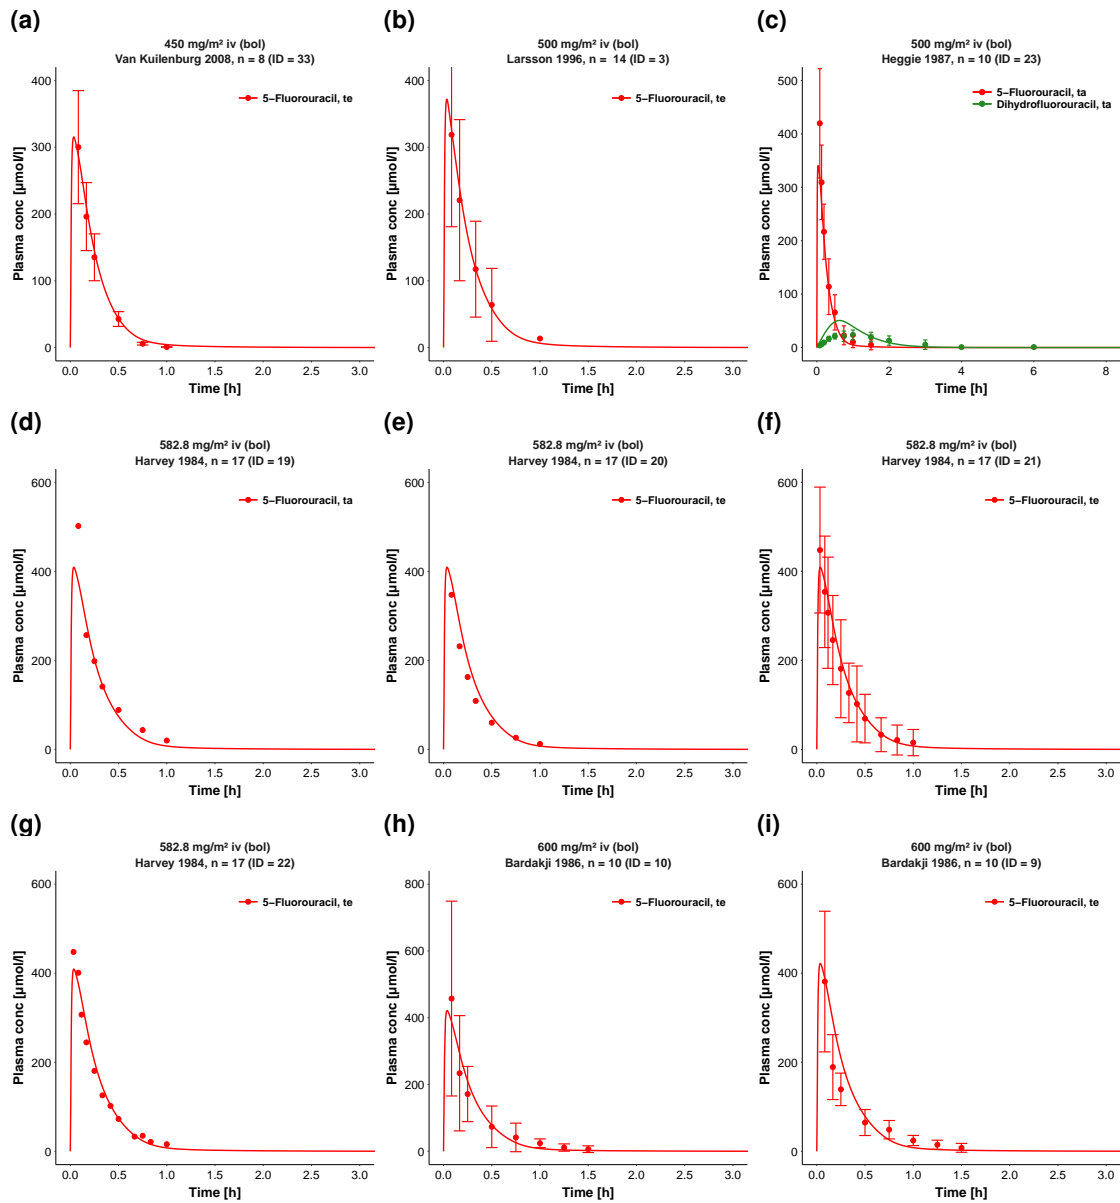 (a)
450 mg/m² iv (bol)
Van Kuilenburg 2008, n = 8 (ID = 33)
5−Fluorouracil, te
Plasma conc [µmol/l]
400
300
200
100
0
0.0 0.5 1.0 1.5 2.0 2.5 3.0
Time [h]
(b)
500 mg/m² iv (bol)
Larsson 1996, n = 14 (ID = 3)
5−Fluorouracil, te
Plasma conc [µmol/l]
400
300
200
100
0
0.0 0.5 1.0 1.5 2.0 2.5 3.0
Time [h]
(c)
500 mg/m² iv (bol)
Heggie 1987, n = 10 (ID = 23)
5−Fluorouracil, ta
Dihydrofluorouracil, ta
Plasma conc [µmol/l]
500
400
300
200
100
0
0 2 4 6 8
Time [h]
(d)
582.8 mg/m² iv (bol)
Harvey 1984, n = 17 (ID = 19)
5−Fluorouracil, ta
Plasma conc [µmol/l]
600
400
200
0
0.0 0.5 1.0 1.5 2.0 2.5 3.0
Time [h]
(e)
582.8 mg/m² iv (bol)
Harvey 1984, n = 17 (ID = 20)
5−Fluorouracil, te
Plasma conc [µmol/l]
600
400
200
0
0.0 0.5 1.0 1.5 2.0 2.5 3.0
Time [h]
(f)
582.8 mg/m² iv (bol)
Harvey 1984, n = 17 (ID = 21)
5−Fluorouracil, te
Plasma conc [µmol/l]
600
400
200
0
0.0 0.5 1.0 1.5 2.0 2.5 3.0
Time [h]
(g)
582.8 mg/m² iv (bol)
Harvey 1984, n = 17 (ID = 22)
5−Fluorouracil, te
Plasma conc [µmol/l]
600
400
200
0
0.0 0.5 1.0 1.5 2.0 2.5 3.0
Time [h]
(h)
600 mg/m² iv (bol)
Bardakji 1986, n = 10 (ID = 10)
5−Fluorouracil, te
Plasma conc [µmol/l]
800
600
400
200
0
0.0 0.5 1.0 1.5 2.0 2.5 3.0
Time [h]
(i)
600 mg/m² iv (bol)
Bardakji 1986, n = 10 (ID = 9)
5−Fluorouracil, te
Plasma conc [µmol/l]
600
400
200
0
0.0 0.5 1.0 1.5 2.0 2.5 3.0
Time [h]